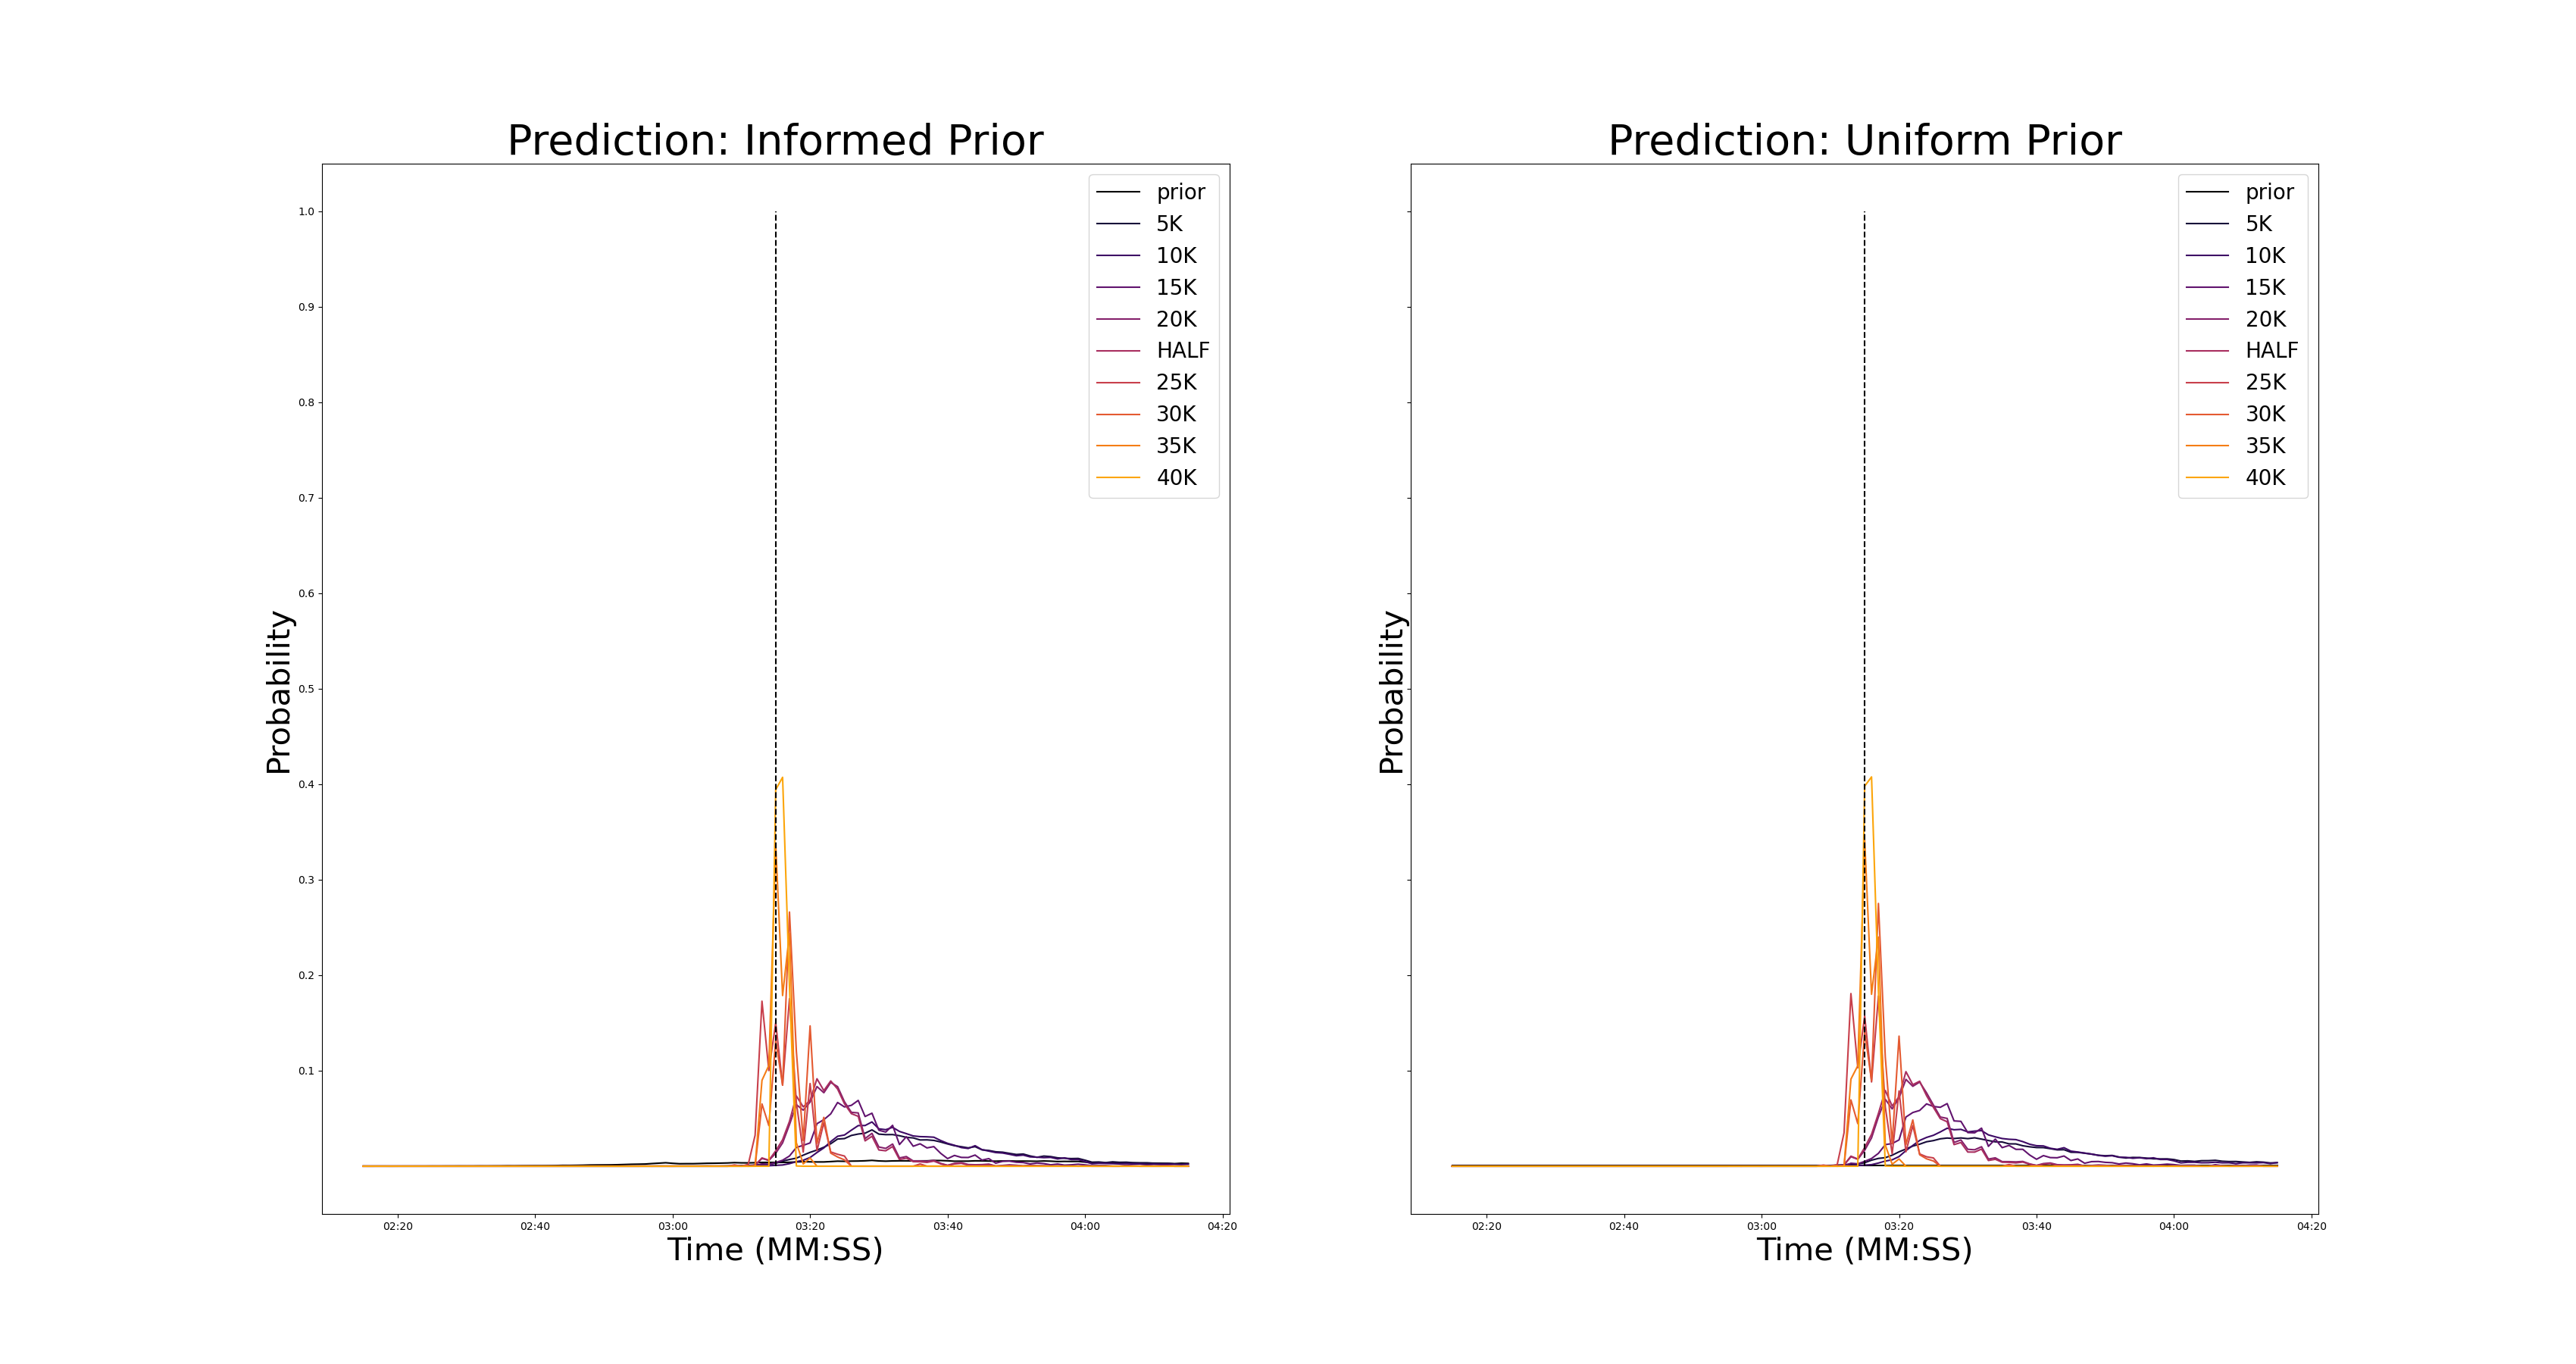 Prediction: Informed Prior
Probability
1.0
0.9
0.8
0.7
0.6
0.5
0.4
0.3
0.2
0.1
prior
5K
10K
15K
20K
HALF
25K
30K
35K
40K
02:20 02:40 03:00 03:20 03:40 04:00 04:20
Time (MM:SS)
Prediction: Uniform Prior
Probability
prior
5K
10K
15K
20K
HALF
25K
30K
35K
40K
02:20 02:40 03:00 03:20 03:40 04:00 04:20
Time (MM:SS)